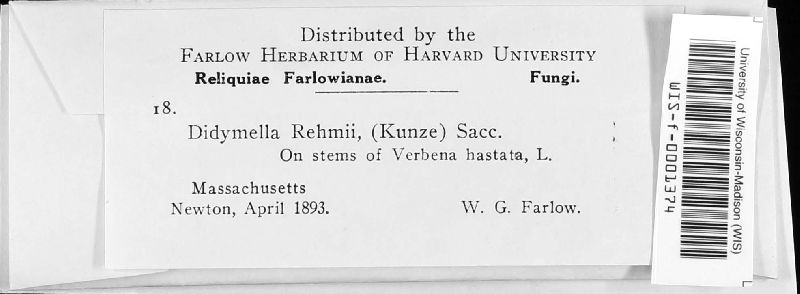 Distributed by the
FARLOW HERBARIUM OF HARVARD UNIVERSITY
Reliquiae Farlowianae. Fungi.
18.
Didymella Rehmii, (Kunze) Sacc.
On stems of Verbena hastata, L.
Massachusetts
Newton, April 1893. W. G. Farlow.
University of Wisconsin-Madison (WIS)
WIS-f-0001374